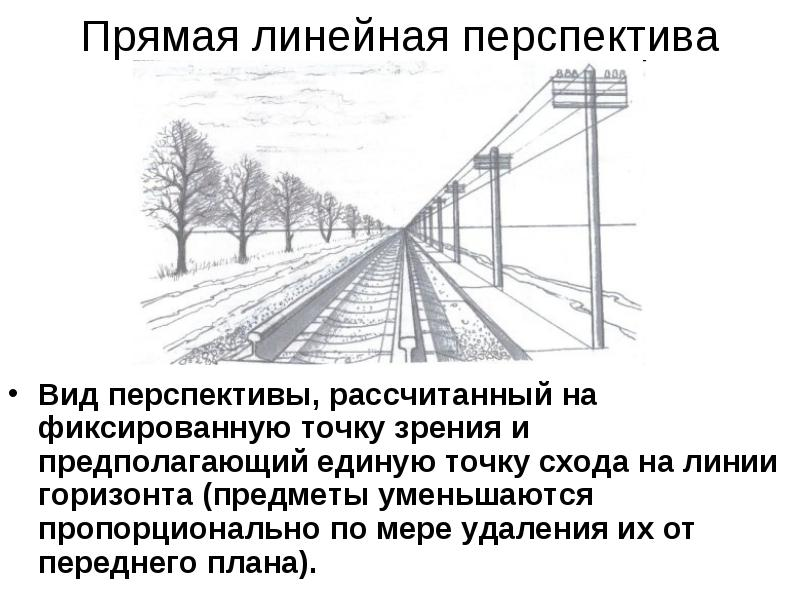 Прямая линейная перспектива
• Вид перспективы, рассчитанный на
фиксированную точку зрения и
предполагающий единую точку схода на линии
горизонта (предметы уменьшаются
пропорционально по мере удаления их от
переднего плана).